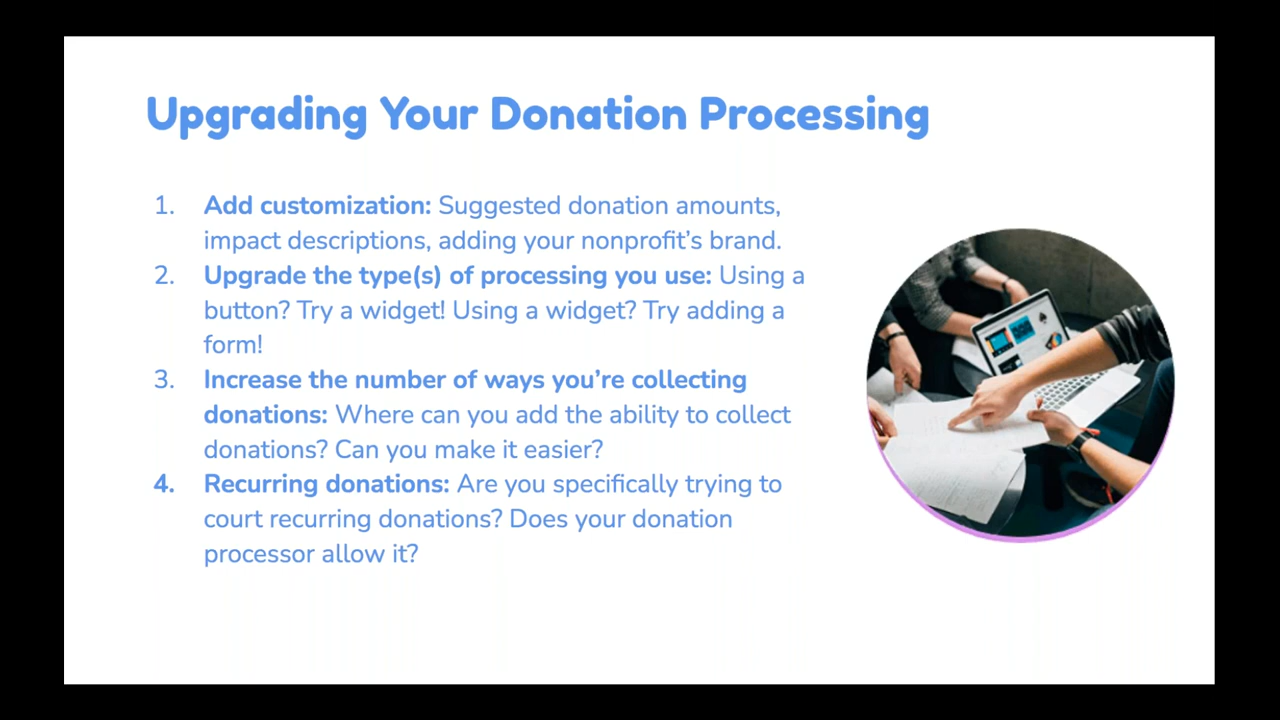 Upgrading Your Donation Processing
1. Add customization: Suggested donation amounts,
impact descriptions, adding your nonprofit's brand.
2. Upgrade the type(s) of processing you use: Using a
button? Try a widget! Using a widget? Try adding a
form!
3. Increase the number of ways you're collecting
donations: Where can you add the ability to collect
donations? Can you make it easier?
4. Recurring donations: Are you specifically trying to
court recurring donations? Does your donation
processor allow it?